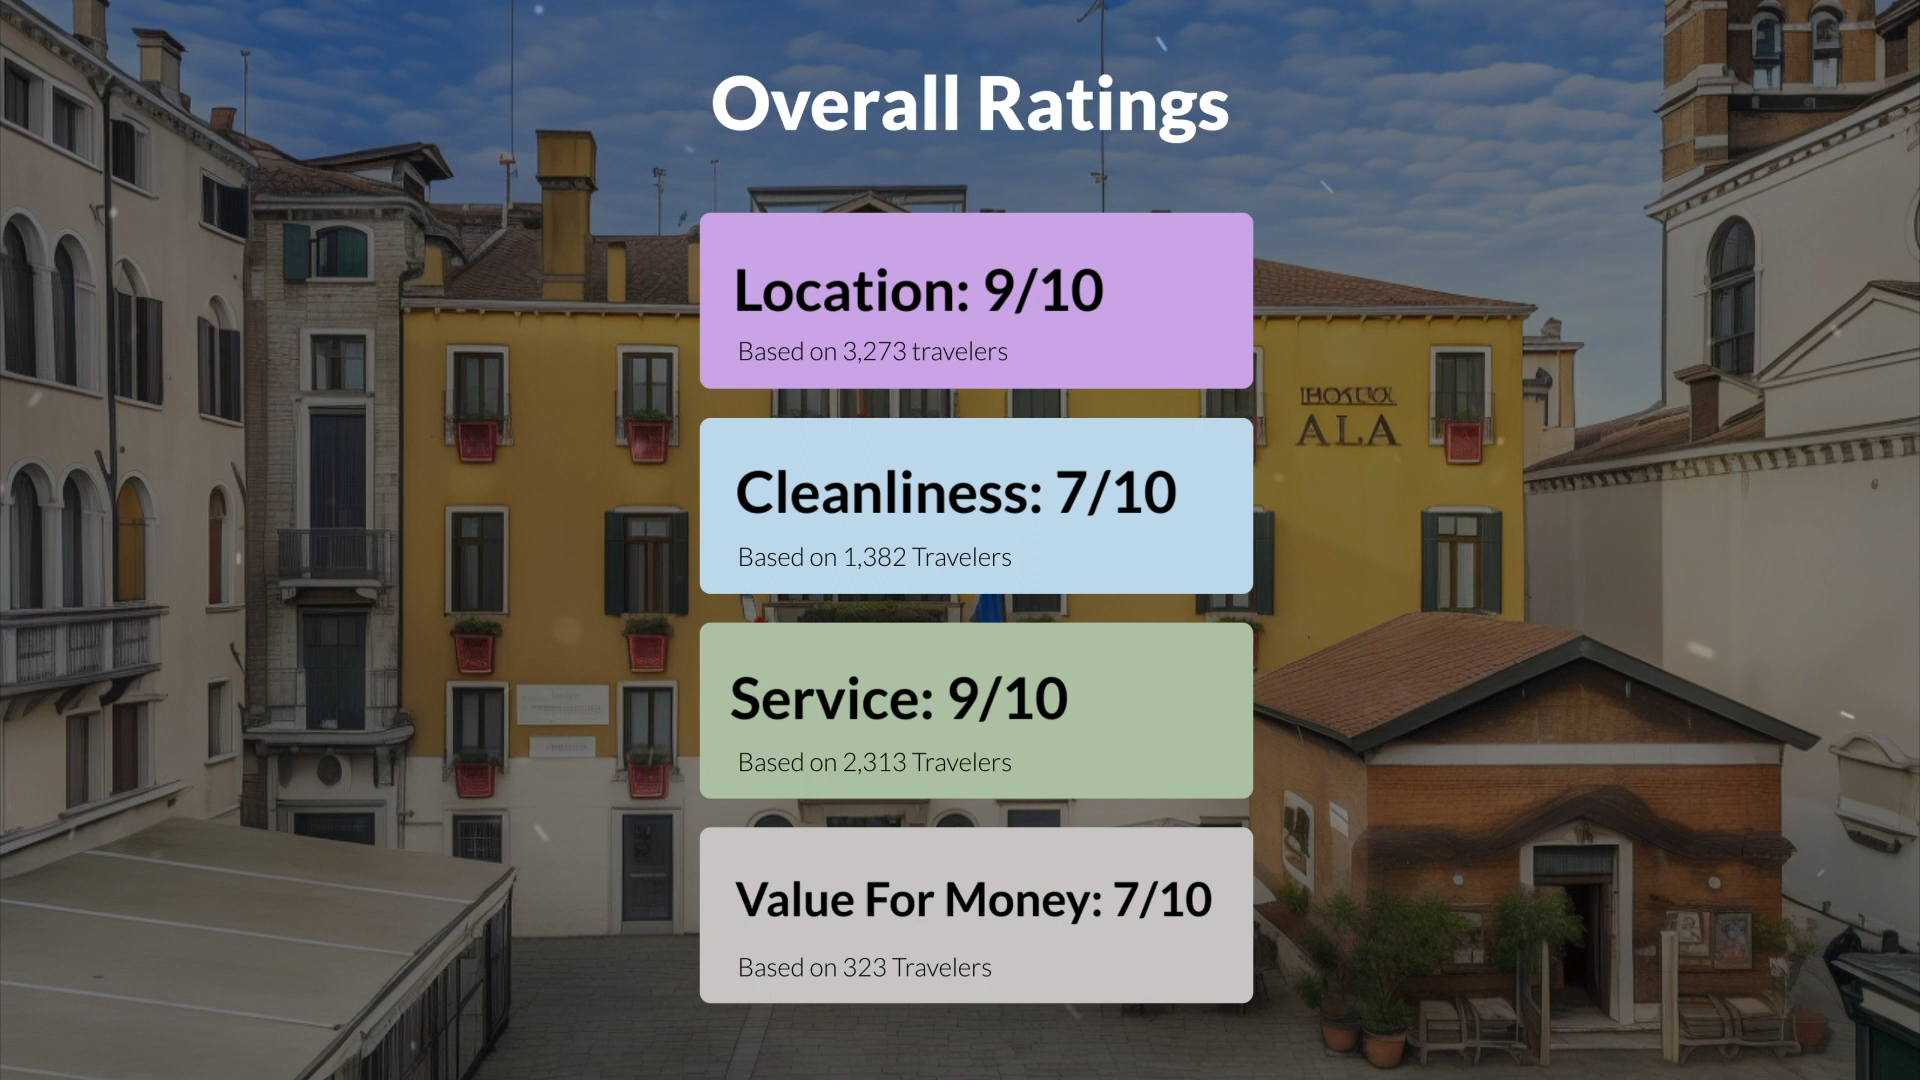 Overall Ratings
Location: 9/10
Based on 3,273 travelers
ALA
Cleanliness: 7/10
Based on 1,382 Travelers
Service: 9/10
Based on 2,313 Travelers
Value For Money: 7/10
Based on 323 Travelers